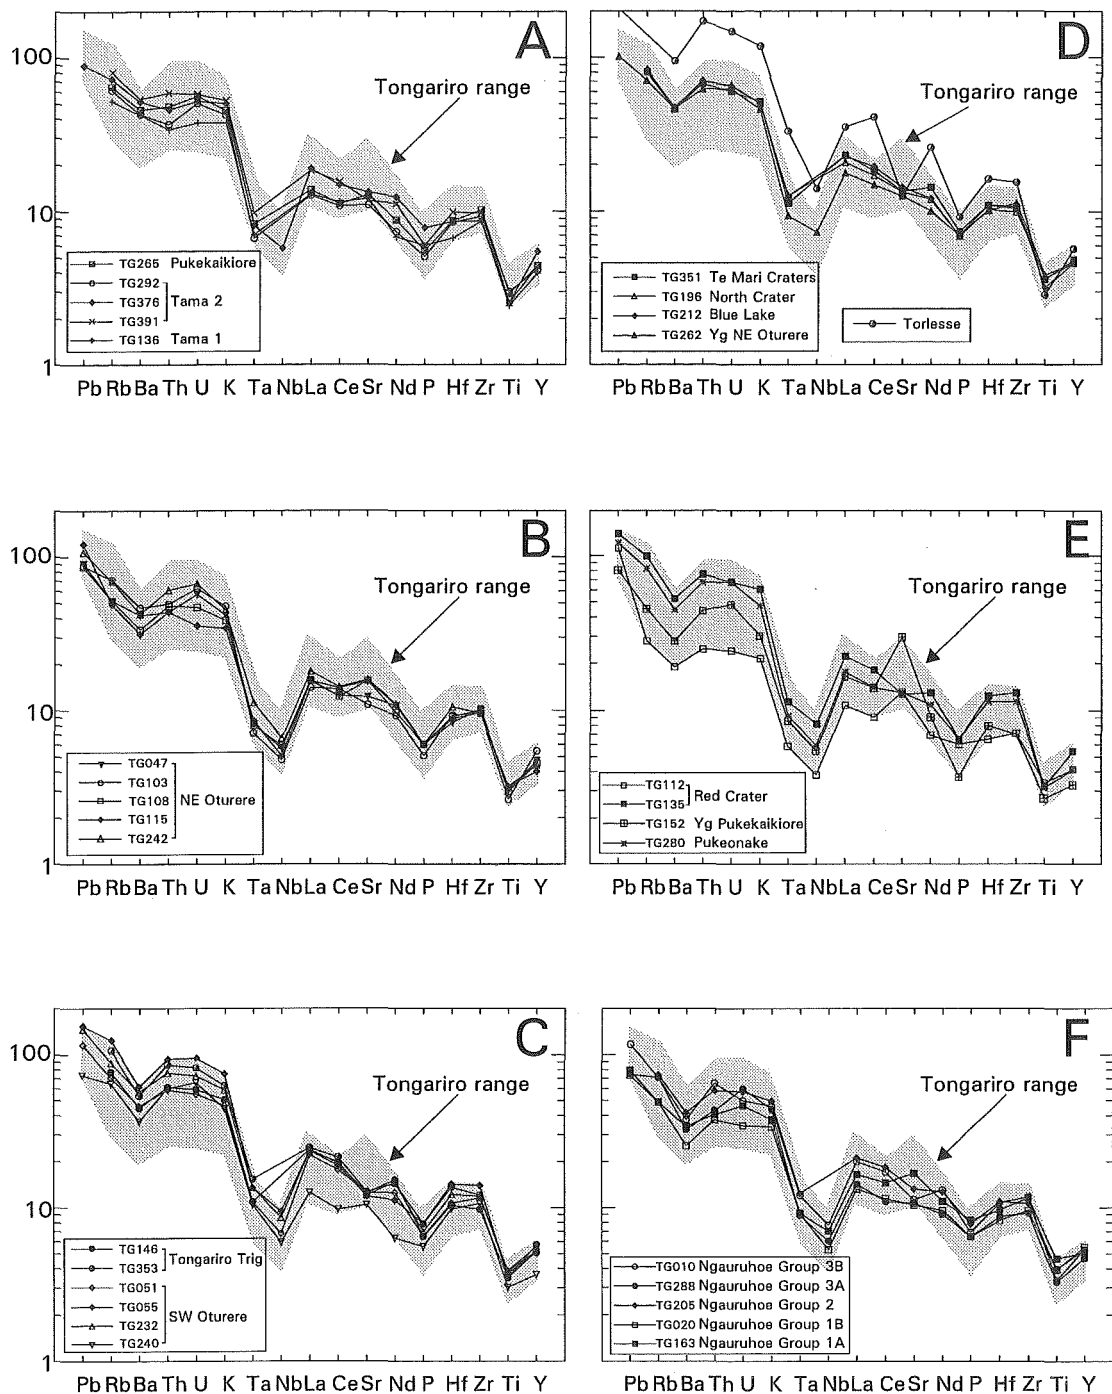 A
Tongariro range
100
10
1
TG265 Pukekaikiore
TG292
TG376 Tama 2
TG391
TG136 Tama 1
Pb Rb Ba Th U K Ta Nb La Ce Sr Nd P Hf Zr Ti Y
D
Tongariro range
TG351 Te Mari Craters
TG196 North Crater
TG212 Blue Lake
TG262 Yg NE Oturere
Torlesse
Pb Rb Ba Th U K Ta Nb La Ce Sr Nd P Hf Zr Ti Y
B
Tongariro range
100
10
1
TG047
TG103
TG108 NE Oturere
TG115
TG242
Pb Rb Ba Th U K Ta Nb La Ce Sr Nd P Hf Zr Ti Y
E
Tongariro range
TG112
TG135 Red Crater
TG152 Yg Pukekaikiore
TG280 Pukeonake
Pb Rb Ba Th U K Ta Nb La Ce Sr Nd P Hf Zr Ti Y
C
Tongariro range
100
10
1
TG146
TG353 Tongariro Trig
TG051
TG055
TG232 SW Oturere
TG240
Pb Rb Ba Th U K Ta Nb La Ce Sr Nd P Hf Zr Ti Y
F
Tongariro range
TG010 Ngauruhoe Group 3B
TG288 Ngauruhoe Group 3A
TG205 Ngauruhoe Group 2
TG020 Ngauruhoe Group 1B
TG163 Ngauruhoe Group 1A
Pb Rb Ba Th U K Ta Nb La Ce Sr Nd P Hf Zr Ti Y